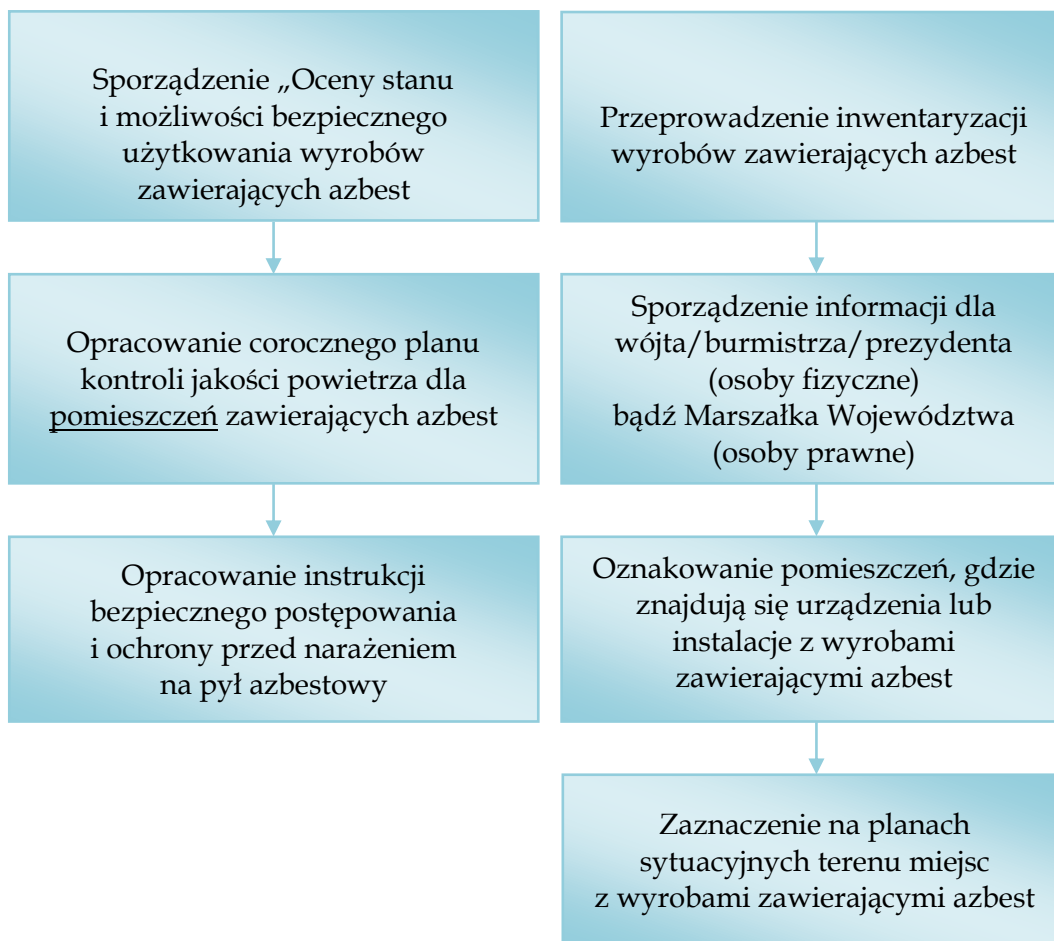 Sporządzenie „Oceny stanu
i możliwości bezpiecznego
użytkowania wyrobów
zawierających azbest
Opracowanie corocznego planu
kontroli jakości powietrza dla
pomieszczeń zawierających azbest
Opracowanie instrukcji
bezpiecznego postępowania
i ochrony przed narażeniem
na pył azbestowy
Przeprowadzenie inwentaryzacji
wyrobów zawierających azbest
Sporządzenie informacji dla
wójta/burmistrza/prezydenta
(osoby fizyczne)
bądź Marszałka Województwa
(osoby prawne)
Oznakowanie pomieszczeń, gdzie
znajdują się urządzenia lub
instalacje z wyrobami
zawierającymi azbest
Zaznaczenie na planach
sytuacyjnych terenu miejsc
z wyrobami zawierającymi azbest